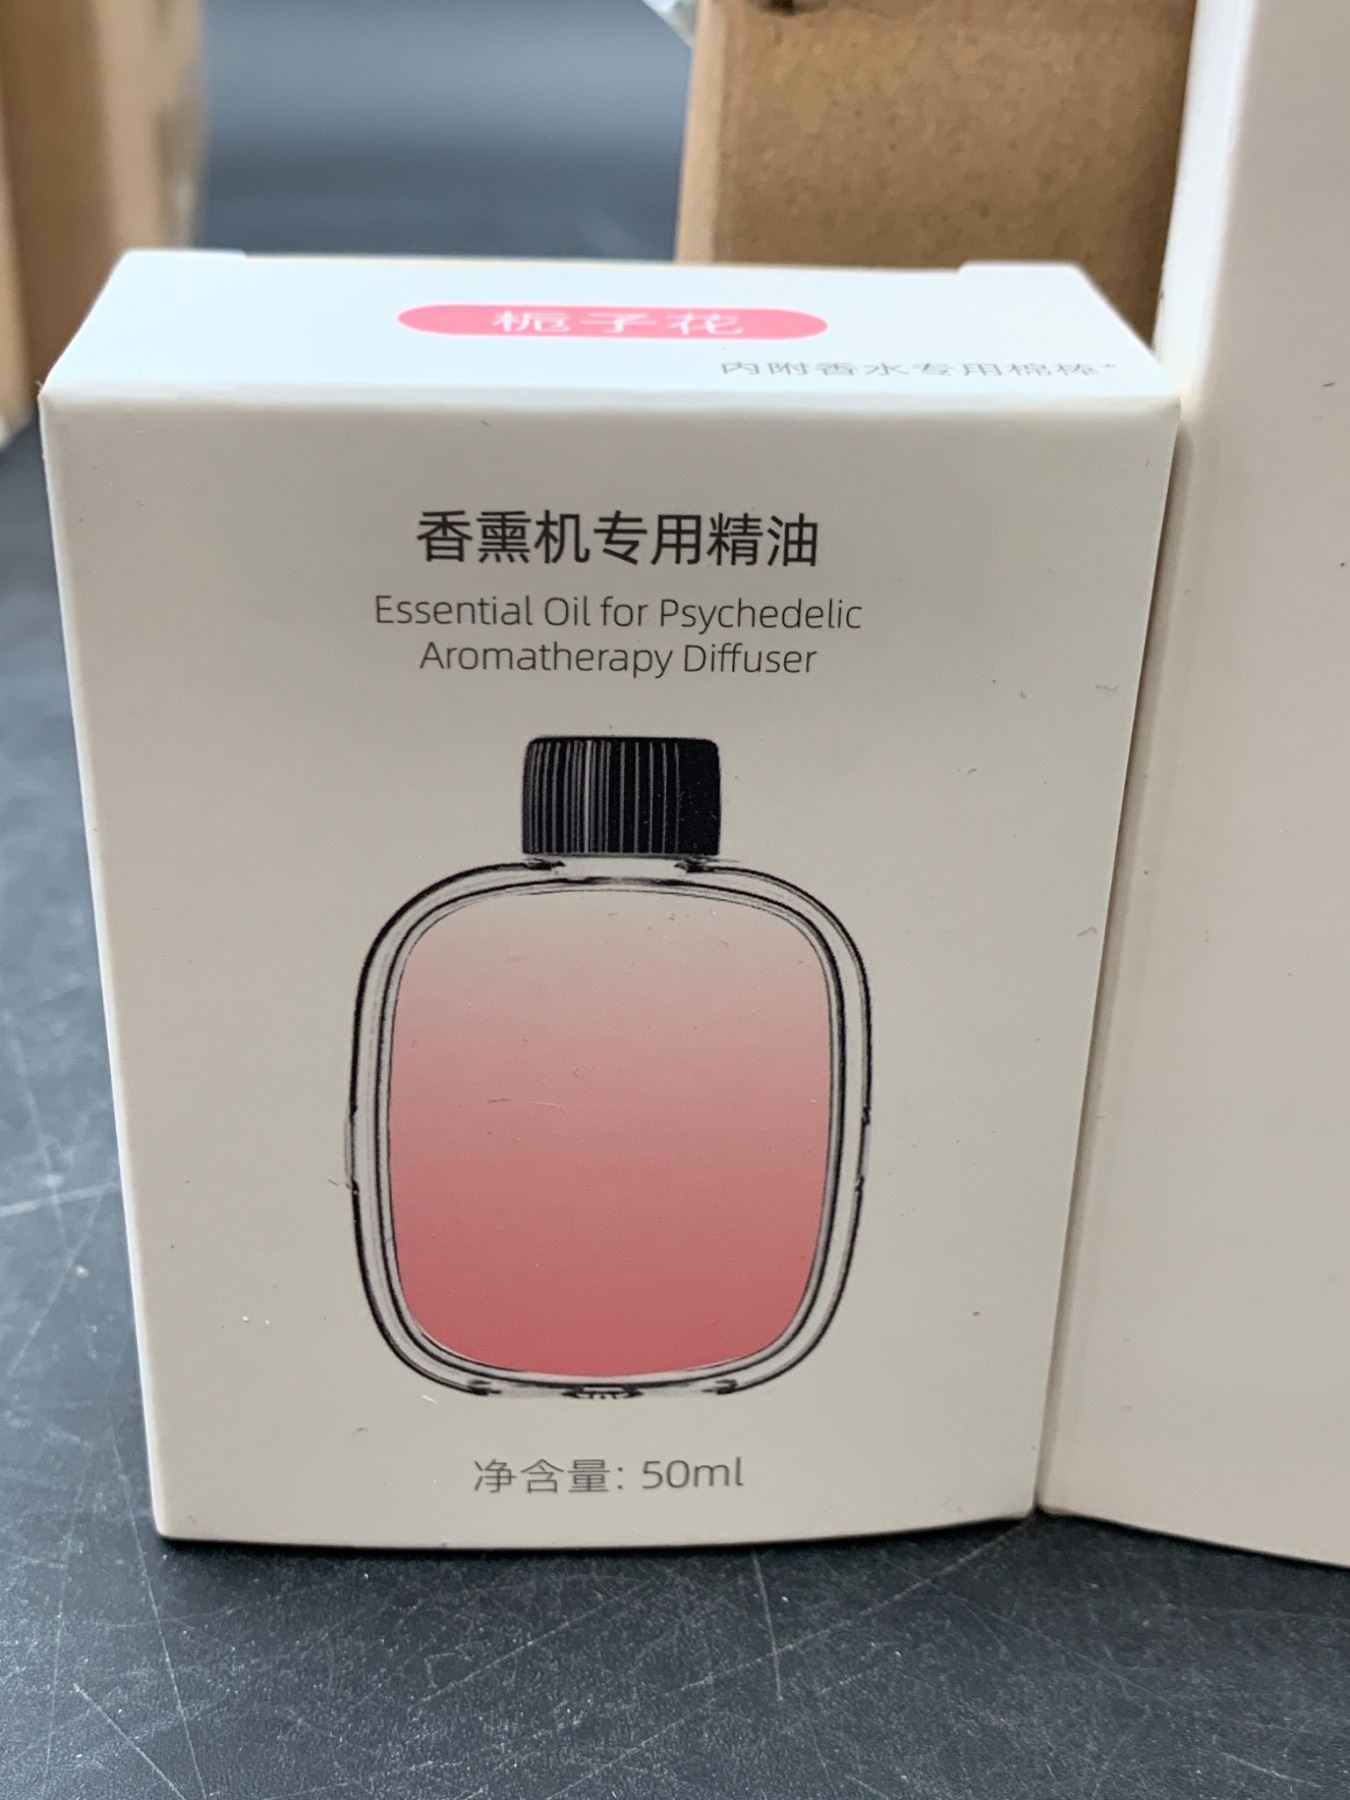 栀子花
内附香水专用棉棒*
香熏机专用精油
Essential Oil for Psychedelic
Aromatherapy Diffuser
净含量: 50ml